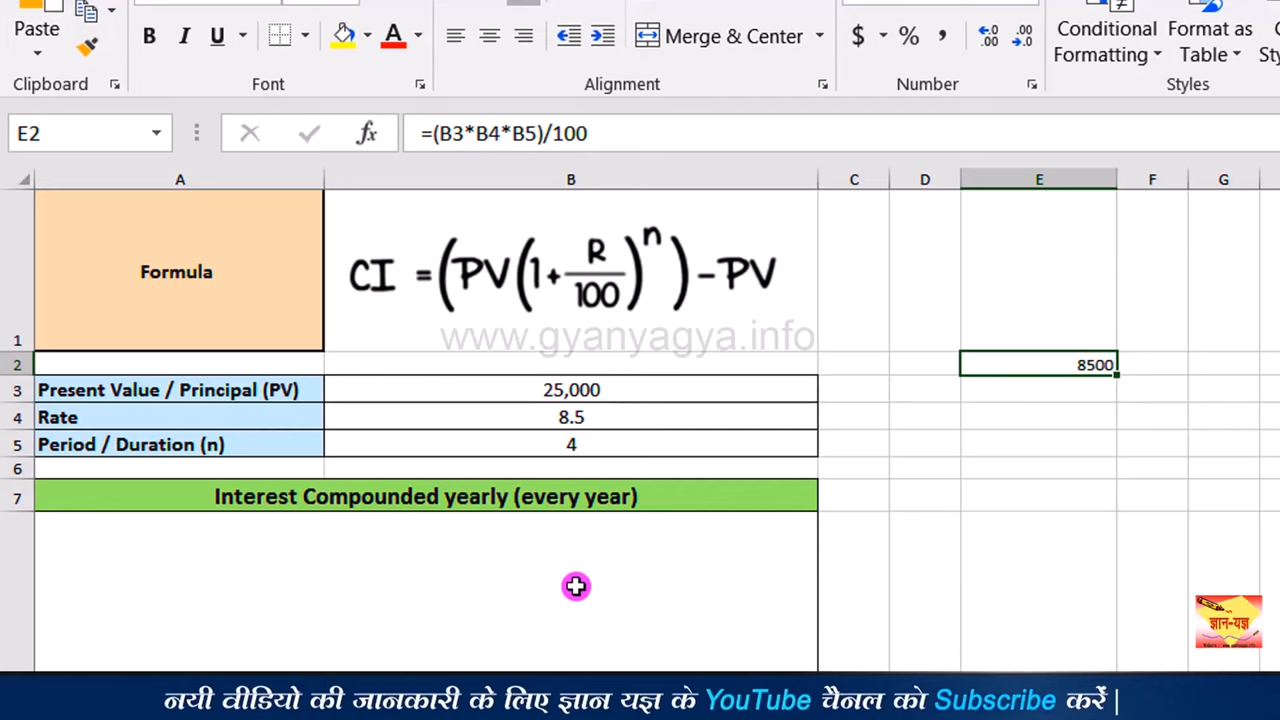 Paste
B I U
Merge & Center
$ % ,
Conditional Formatting
Format as Table
Clipboard
Font
Alignment
Number
Styles
E2
fx
=(B3*B4*B5)/100
A B C D E F G
1
Formula
CI = (PV(1+R/100)^n) - PV
www.gyanyagya.info
2
8500
3 Present Value / Principal (PV) 25,000
4 Rate 8.5
5 Period / Duration (n) 4
6
7 Interest Compounded yearly (every year)
ज्ञान-यज्ञ
नयी वीडियो की जानकारी के लिए ज्ञान यज्ञ के YouTube चैनल को Subscribe करें |